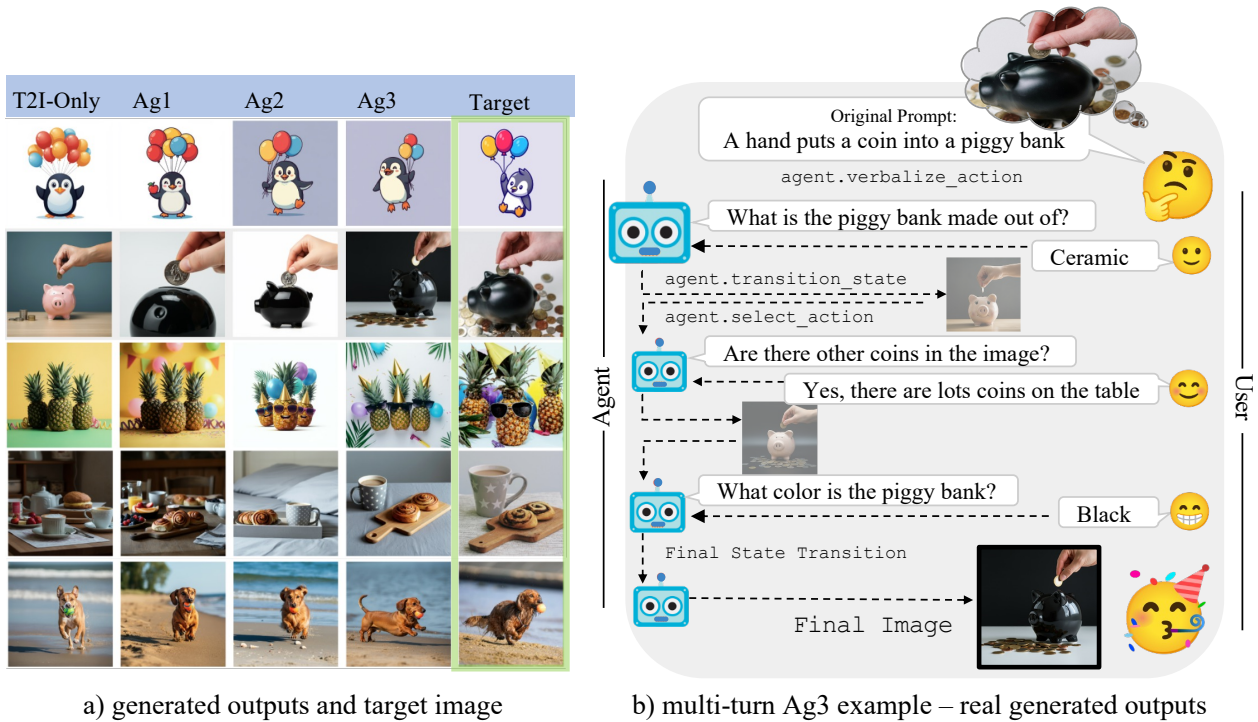 T2I-Only Ag1 Ag2 Ag3 Target
a) generated outputs and target image
Original Prompt:
A hand puts a coin into a piggy bank
agent.verbalize_action
What is the piggy bank made out of?
Ceramic
agent.transition_state
agent.select_action
Are there other coins in the image?
Yes, there are lots coins on the table
What color is the piggy bank?
Black
Final State Transition
Final Image
Agent
User
b) multi-turn Ag3 example – real generated outputs